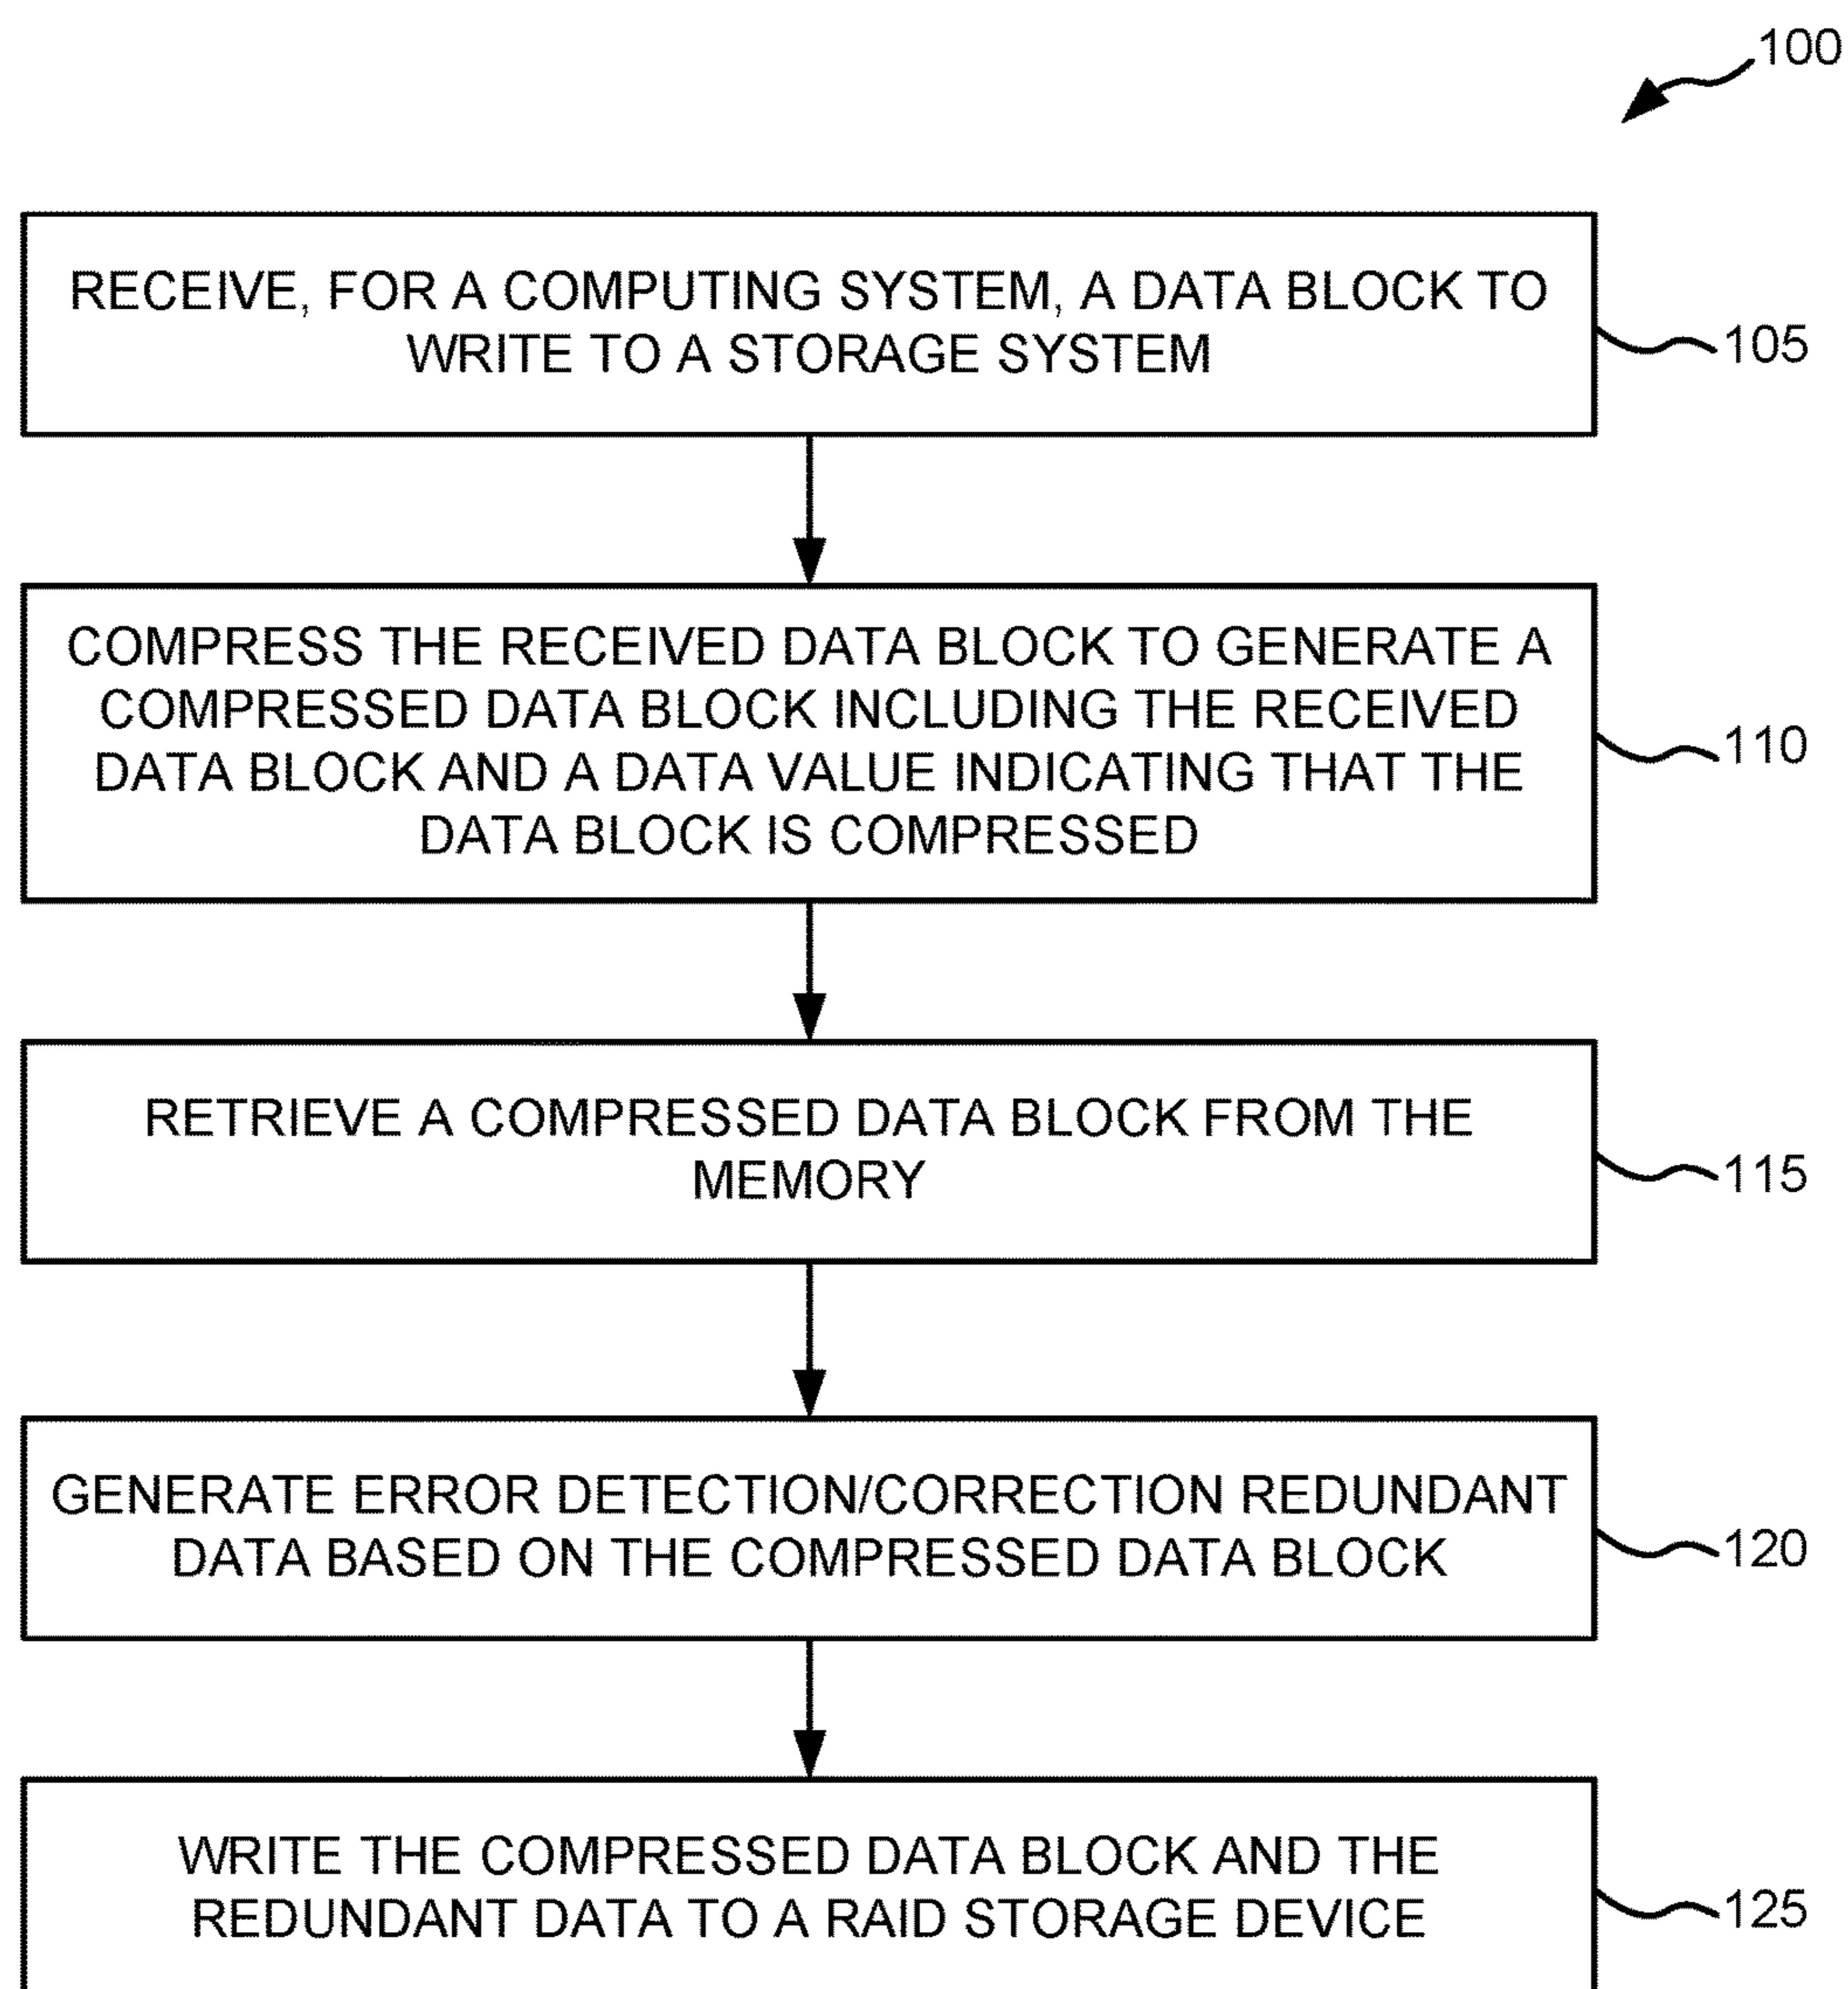 100
RECEIVE, FOR A COMPUTING SYSTEM, A DATA BLOCK TO
WRITE TO A STORAGE SYSTEM
105
COMPRESS THE RECEIVED DATA BLOCK TO GENERATE A
COMPRESSED DATA BLOCK INCLUDING THE RECEIVED
DATA BLOCK AND A DATA VALUE INDICATING THAT THE
DATA BLOCK IS COMPRESSED
110
RETRIEVE A COMPRESSED DATA BLOCK FROM THE
MEMORY
115
GENERATE ERROR DETECTION/CORRECTION REDUNDANT
DATA BASED ON THE COMPRESSED DATA BLOCK
120
WRITE THE COMPRESSED DATA BLOCK AND THE
REDUNDANT DATA TO A RAID STORAGE DEVICE
125